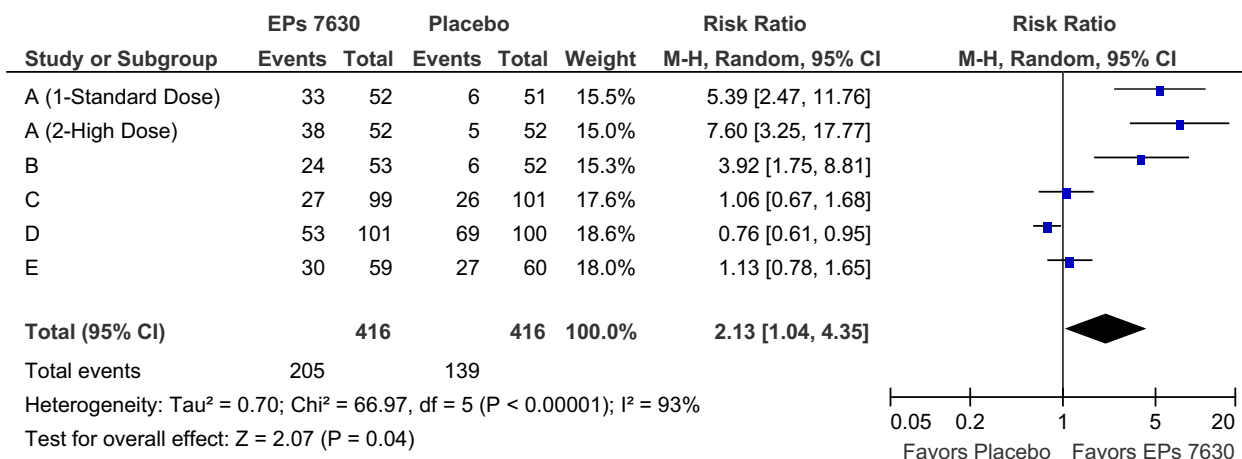 EPs 7630 Placebo Risk Ratio Risk Ratio
Study or Subgroup Events Total Events Total Weight M-H, Random, 95% CI M-H, Random, 95% CI
A (1-Standard Dose) 33 52 6 51 15.5% 5.39 [2.47, 11.76]
A (2-High Dose) 38 52 5 52 15.0% 7.60 [3.25, 17.77]
B 24 53 6 52 15.3% 3.92 [1.75, 8.81]
C 27 99 26 101 17.6% 1.06 [0.67, 1.68]
D 53 101 69 100 18.6% 0.76 [0.61, 0.95]
E 30 59 27 60 18.0% 1.13 [0.78, 1.65]
Total (95% CI) 416 416 100.0% 2.13 [1.04, 4.35]
Total events 205 139
Heterogeneity: Tau² = 0.70; Chi² = 66.97, df = 5 (P < 0.00001); I² = 93%
Test for overall effect: Z = 2.07 (P = 0.04)
0.05 0.2 1 5 20
Favors Placebo Favors EPs 7630